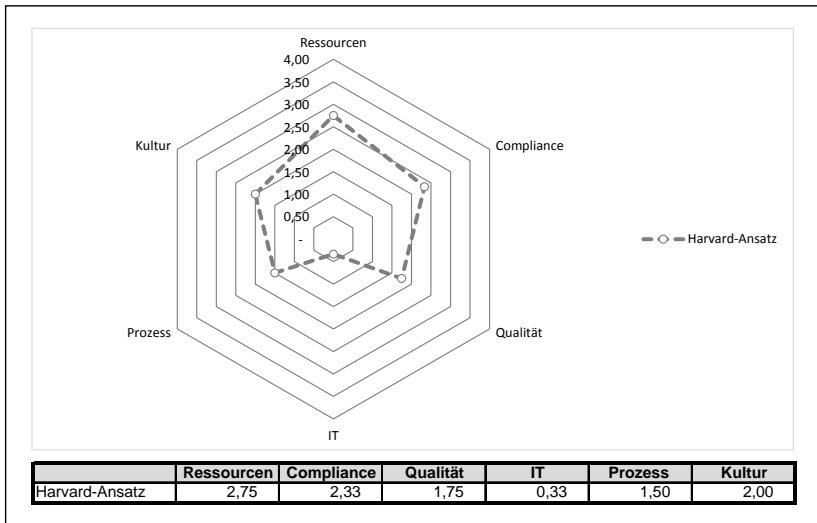 Ressourcen
4,00
3,50
3,00
2,50
2,00
1,50
1,00
0,50
-
Kultur
Compliance
Harvard-Ansatz
Prozess
Qualität
IT
Ressourcen Compliance Qualität IT Prozess Kultur
Harvard-Ansatz 2,75 2,33 1,75 0,33 1,50 2,00